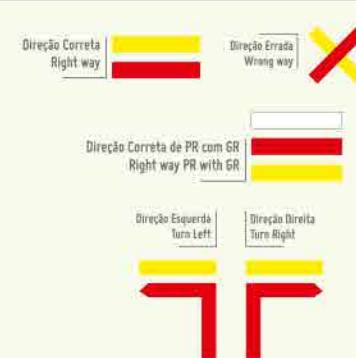 Direção Correta
Right way
Direção Errada
Wrong way
Direção Correta de PR com GR
Right way PR with GR
Direção Esquerda
Turn Left
Direção Direita
Turn Right